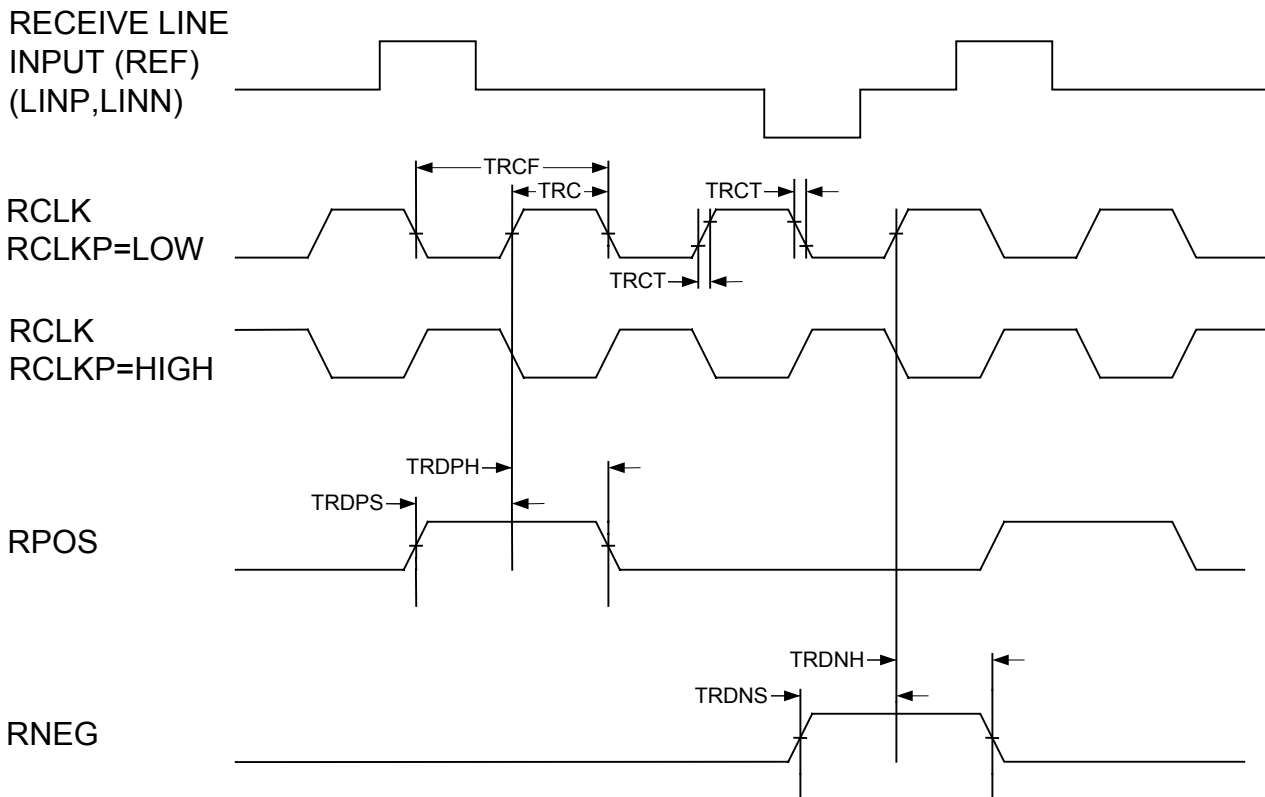 RECEIVE LINE
INPUT (REF)
(LINP,LINN)
TRCF
TRC
TRCT
RCLK
RCLKP=LOW
TRCT
RCLK
RCLKP=HIGH
TRDPH
TRDPS
RPOS
TRDNH
TRDNS
RNEG